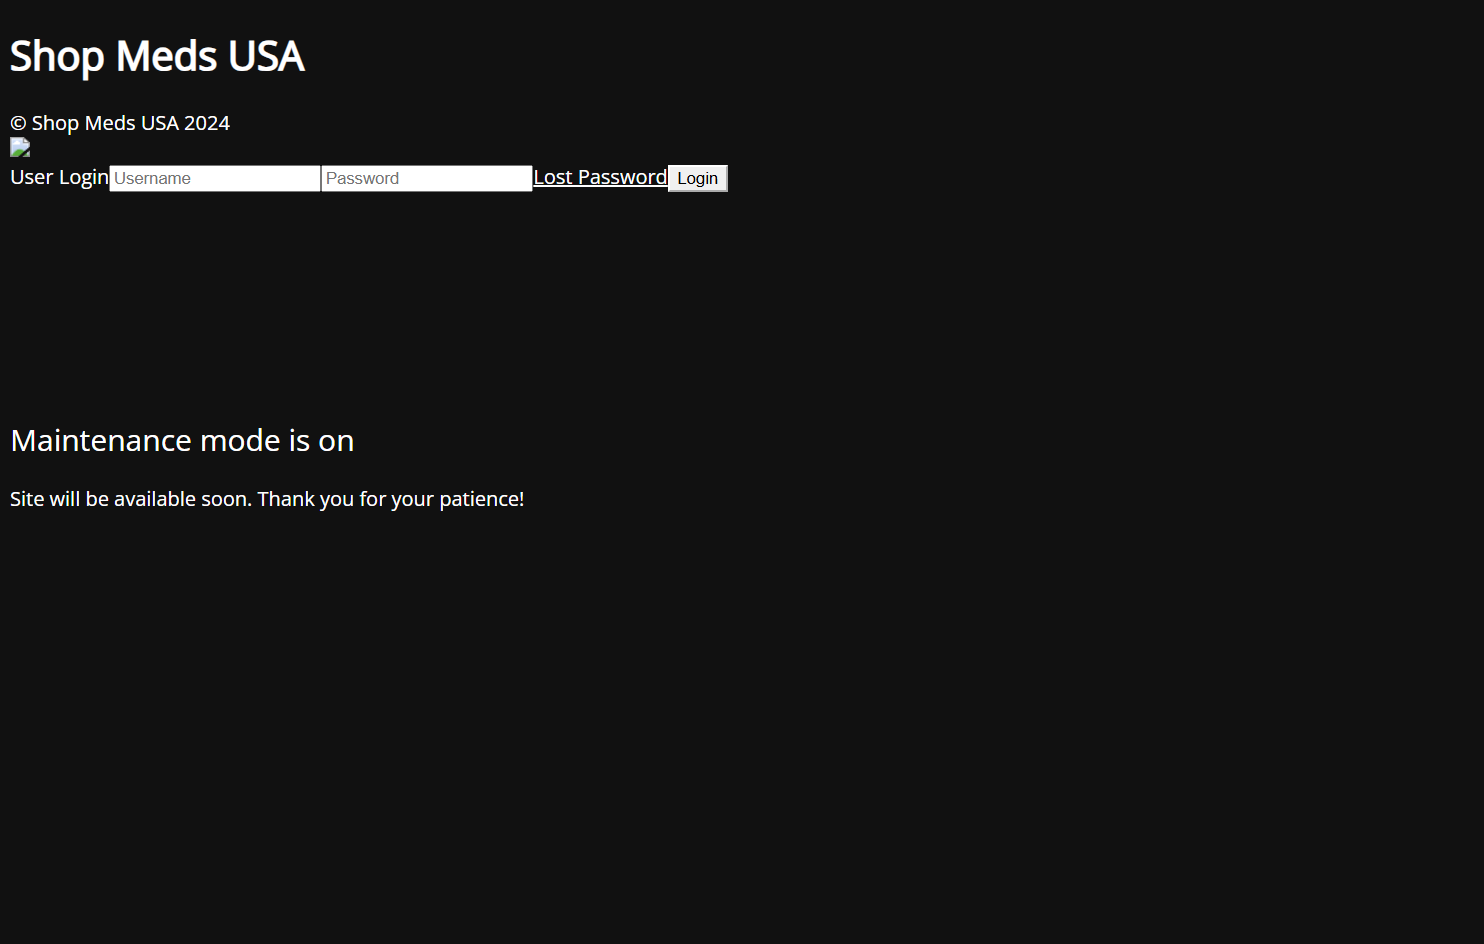 Shop Meds USA
© Shop Meds USA 2024
User Login Username Password Lost Password Login
Maintenance mode is on
Site will be available soon. Thank you for your patience!